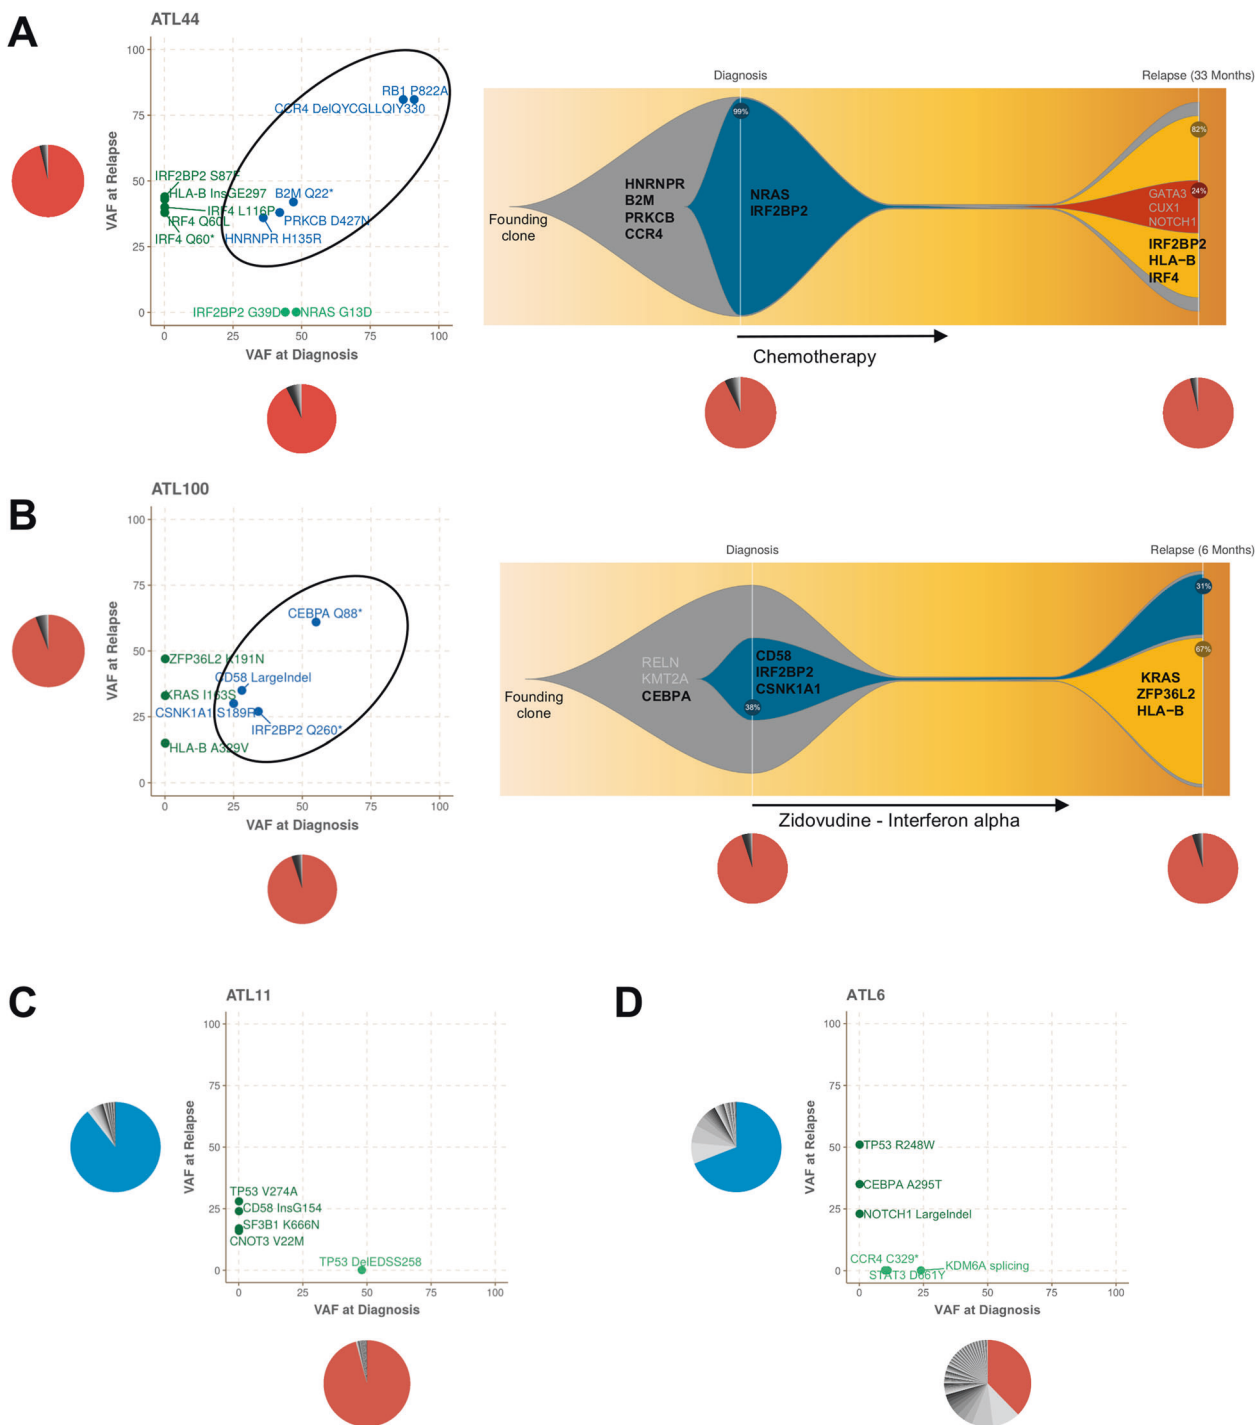 A
ATL44
100
75
50
25
0
VAF at Relapse
RB1 P822A
CCR4 DelQYCGLLQIY330
IRF2BP2 S87F
HLA-B InsGE297
IRF4 L116P
IRF4 Q60L
IRF4 Q60*
B2M Q22*
PRKCB D427N
HNRNPR H135R
IRF2BP2 G39D
NRAS G13D
0 25 50 75 100
VAF at Diagnosis
Diagnosis
Relapse (33 Months)
99%
82%
24%
Founding
clone
HNRNPR
B2M
PRKCB
CCR4
NRAS
IRF2BP2
GATA3
CUX1
NOTCH1
IRF2BP2
HLA-B
IRF4
Chemotherapy
B
ATL100
100
75
50
25
0
VAF at Relapse
CEBPA Q88*
ZFP36L2 K191N
CD58 LargeIndel
KRAS I163S
CSNK1A1 S189R
IRF2BP2 Q260*
HLA-B A329V
0 25 50 75 100
VAF at Diagnosis
Diagnosis
Relapse (6 Months)
31%
67%
38%
Founding
clone
RELN
KMT2A
CEBPA
CD58
IRF2BP2
CSNK1A1
KRAS
ZFP36L2
HLA-B
Zidovudine - Interferon alpha
C
ATL11
100
75
50
25
0
VAF at Relapse
TP53 V274A
CD58 InsG154
SF3B1 K666N
CNOT3 V22M
TP53 DelEDSS258
0 25 50 75 100
VAF at Diagnosis
D
ATL6
100
75
50
25
0
VAF at Relapse
TP53 R248W
CEBPA A295T
NOTCH1 LargeIndel
CCR4 C329*
STAT3 D661Y
KDM6A splicing
0 25 50 75 100
VAF at Diagnosis